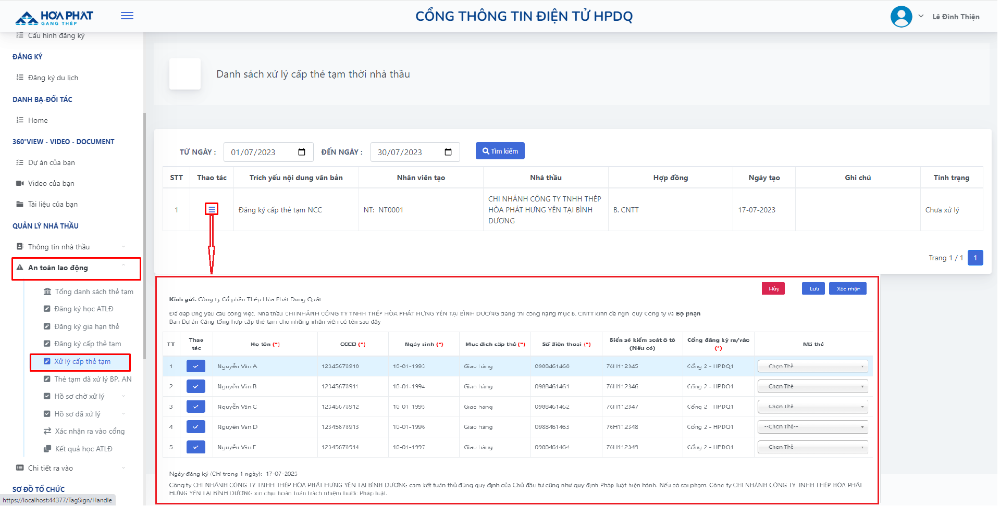 HÒA PHÁT
GANG THÉP
CỔNG THÔNG TIN ĐIỆN TỬ HPDQ
Lê Đình Thiện
Cấu hình đăng ký
ĐĂNG KÝ
Đăng ký du lịch
DANH BẠ-ĐỐI TÁC
Home
360°VIEW - VIDEO - DOCUMENT
Dự án của bạn
Video của bạn
Tài liệu của bạn
QUẢN LÝ NHÀ THẦU
Thông tin nhà thầu
An toàn lao động
Tổng danh sách thẻ tạm
Đăng ký học ATLĐ
Đăng ký gia hạn thẻ
Đăng ký cấp thẻ tạm
Xử lý cấp thẻ tạm
Thẻ tạm đã xử lý BP. AN
Hồ sơ chờ xử lý
Hồ sơ đã xử lý
Xác nhận ra vào cổng
Kết quả học ATLĐ
Chi tiết ra vào
SƠ ĐỒ TỔ CHỨC
https://localhost:44377/TagSign/Handle
Danh sách xử lý cấp thẻ tạm thời nhà thầu
TỪ NGÀY : 01/07/2023 ĐẾN NGÀY : 30/07/2023 Tìm kiếm
STT Thao tác Trích yếu nội dung văn bản Nhân viên tạo Nhà thầu Hợp đồng Ngày tạo Ghi chú Tình trạng
1 Đăng ký cấp thẻ tạm NCC NT: NT0001 CHI NHÁNH CÔNG TY TNHH THÉP HÒA PHÁT HƯNG YÊN TẠI BÌNH DƯƠNG B. CNTT 17-07-2023 Chưa xử lý
Trang 1 / 1 1
Hủy Lưu Xác nhận
Kính gửi. Công ty Cổ phần Thép Hòa Phát Dung Quất
Để đáp ứng yêu cầu công việc. Nhà thầu CHI NHÁNH CÔNG TY TNHH THÉP HÒA PHÁT HƯNG YÊN TẠI BÌNH DƯƠNG đang thi công hạng mục B. CNTT kính đề nghị quý Công ty và Bộ phận
Ban Dự án Cảng tổng hợp cấp thẻ tạm cho những nhân viên có tên sau đây
TT Thao tác Họ tên (*) CCCD (*) Ngày sinh (*) Mục đích cấp thẻ (*) Số điện thoại (*) Biển số kiểm soát ô tô (Nếu có) Cổng đăng ký ra/vào (*) Mã thẻ
1 Nguyễn Văn A 12345678910 10-01-1993 Giao hàng 0988461460 76H112345 Cổng 2 - HPDQ1 Chọn Thẻ
2 Nguyễn Văn B 12345678911 10-01-1994 Giao hàng 0988461461 76H112346 Cổng 2 - HPDQ1 Chọn Thẻ
3 Nguyễn Văn C 12345678912 10-01-1995 Giao hàng 0988461462 76H112347 Cổng 2 - HPDQ1 Chọn Thẻ
4 Nguyễn Văn D 12345678913 10-01-1996 Giao hàng 0988461463 76H112348 Cổng 2 - HPDQ1 --Chọn Thẻ--
5 Nguyễn Văn 12345678914 10-01-1997 Giao hàng 0988461464 76H112349 Cổng 2 - HPDQ1 Chọn Thẻ
Ngày đăng ký (Chỉ trong 1 ngày): 17-07-2023
Công ty CHI NHÁNH CÔNG TY TNHH THÉP HÒA PHÁT HƯNG YÊN TẠI BÌNH DƯƠNG cam kết tuân thủ đúng quy định của Chủ đầu tư cũng như quy định Pháp luật hiện hành. Nếu có sai phạm, Công ty CHI NHÁNH CÔNG TY TNHH THÉP HÒA PHÁT
HƯNG YÊN TẠI BÌNH DƯƠNG xin chịu hoàn toàn trách nhiệm trước Pháp luật.